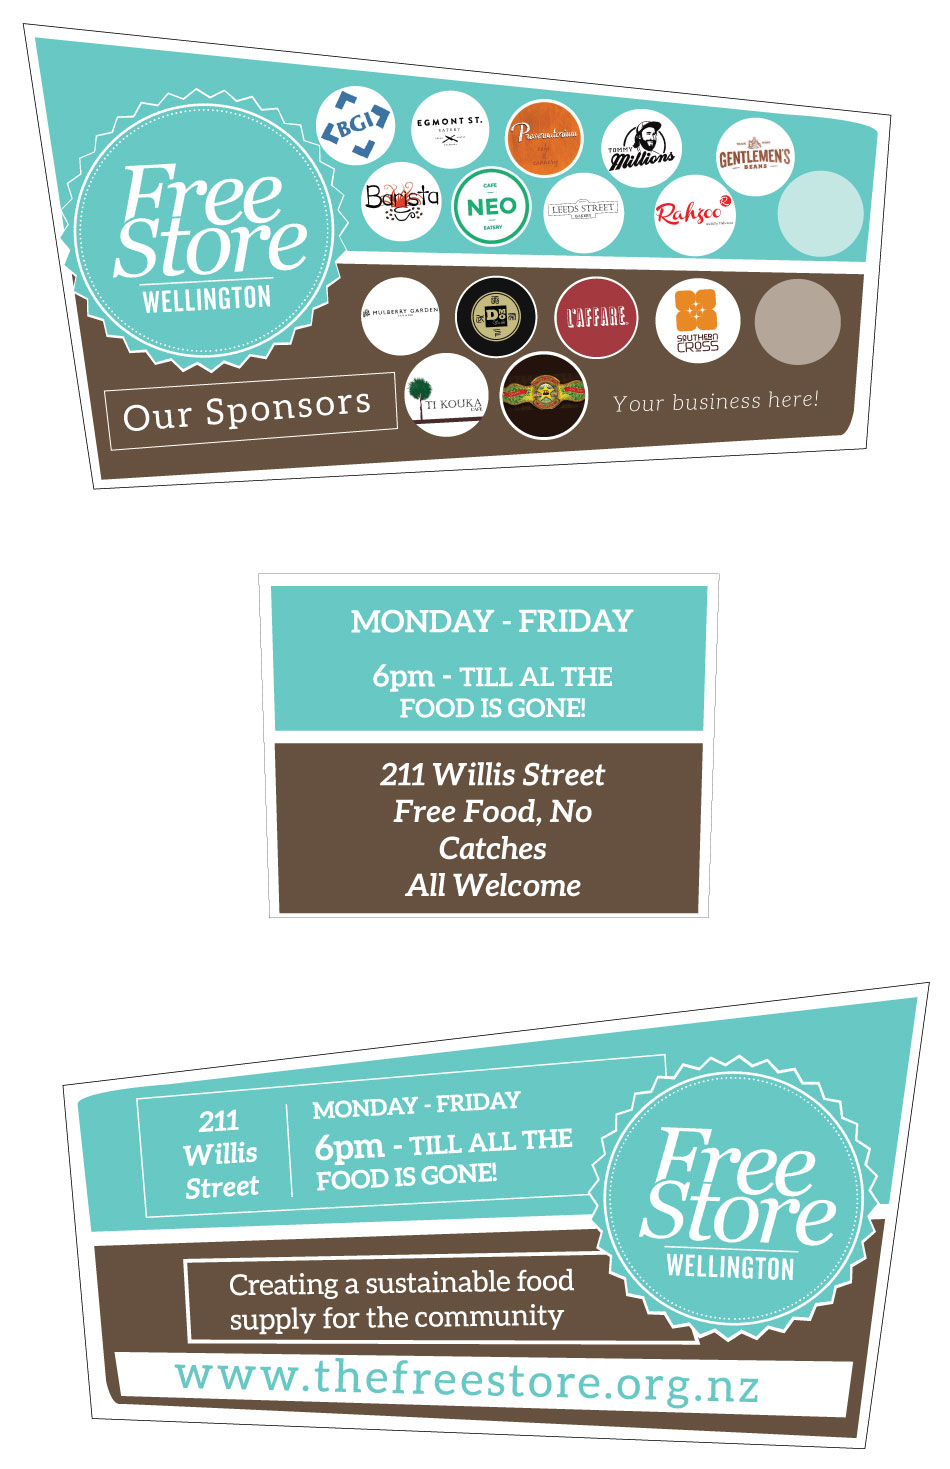 Free
Store
WELLINGTON
BGI
EGMONT ST.
EATERY
TOMMY
Millions
GENTLEMEN'S
BEANS
Barista
CAFE
NEO
EATERY
LEEDS STREET
BAKERY
Rahzoo
MULBERRY GARDEN
L'AFFARE
SOUTHERN
CROSS
TI KOUKA
CAFE
Our Sponsors
Your business here!
MONDAY - FRIDAY
6pm - TILL AL THE
FOOD IS GONE!
211 Willis Street
Free Food, No
Catches
All Welcome
211
Willis
Street
MONDAY - FRIDAY
6pm - TILL ALL THE
FOOD IS GONE!
Free
Store
WELLINGTON
Creating a sustainable food
supply for the community
www.thefreestore.org.nz